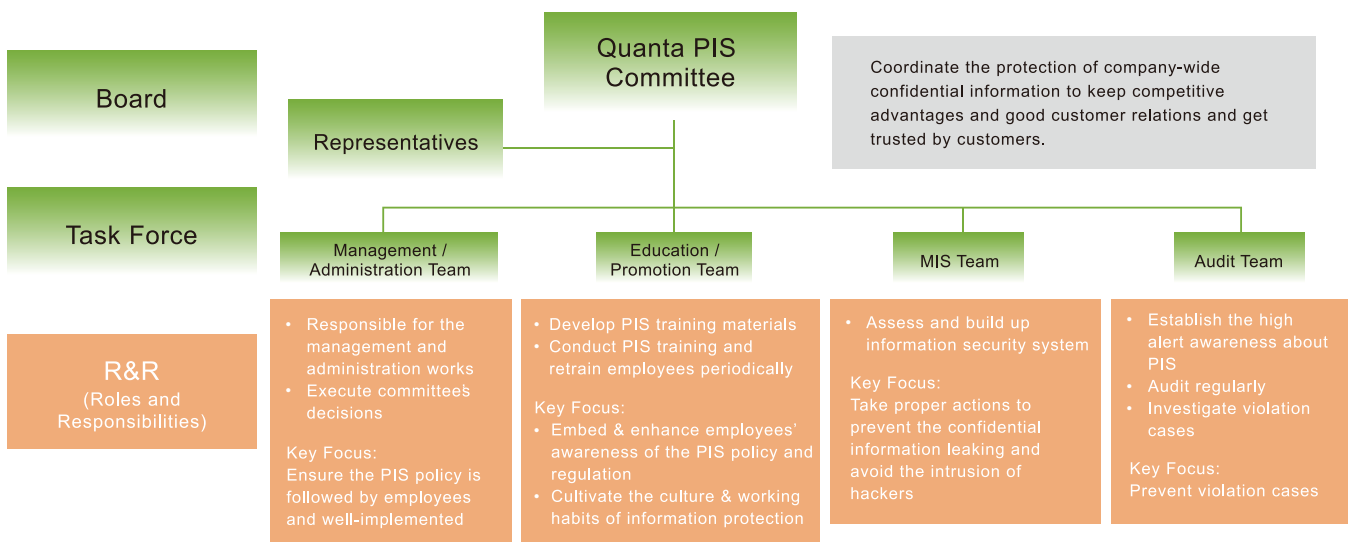 Board
Quanta PIS
Committee
Representatives
Coordinate the protection of company-wide
confidential information to keep competitive
advantages and good customer relations and get
trusted by customers.
Task Force
Management /
Administration Team
Education /
Promotion Team
MIS Team
Audit Team
R&R
(Roles and
Responsibilities)
• Responsible for the
management and
administration works
• Execute committee's
decisions
Key Focus:
Ensure the PIS policy is
followed by employees
and well-implemented
• Develop PIS training materials
• Conduct PIS training and
retrain employees periodically
Key Focus:
• Embed & enhance employees’
awareness of the PIS policy and
regulation
• Cultivate the culture & working
habits of information protection
• Assess and build up
information security system
Key Focus:
Take proper actions to
prevent the confidential
information leaking and
avoid the intrusion of
hackers
• Establish the high
alert awareness about
PIS
• Audit regularly
• Investigate violation
cases
Key Focus:
Prevent violation cases